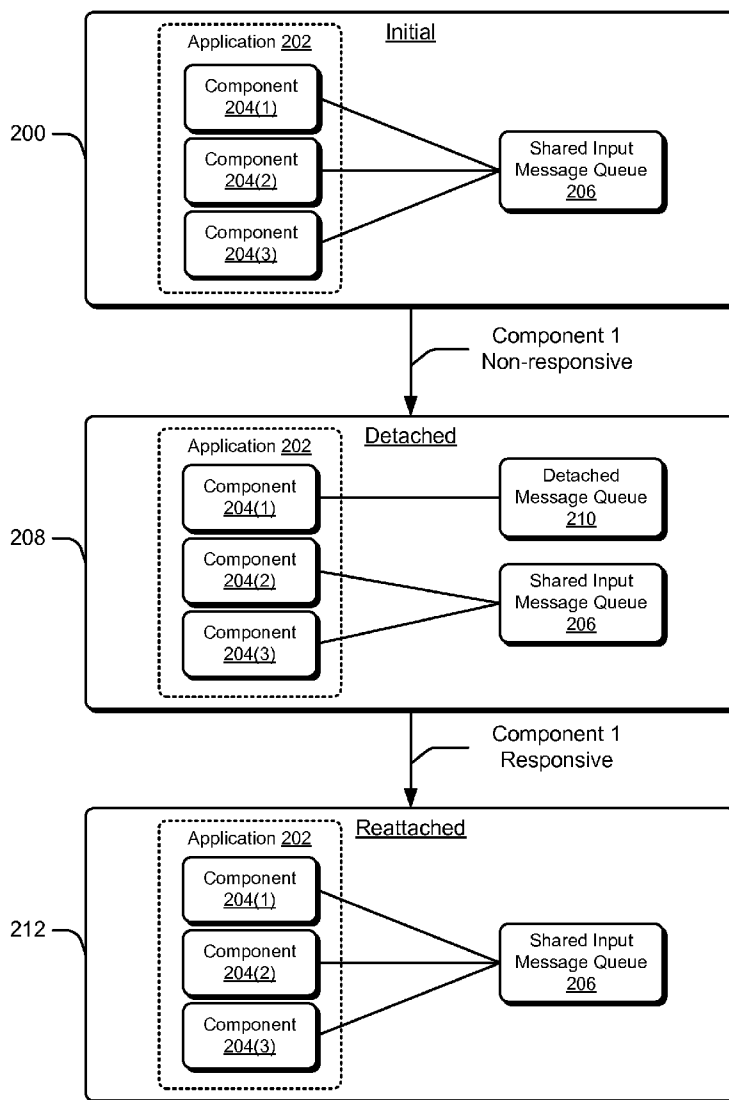 Initial
Application 202
Component
204(1)
Component
204(2)
Component
204(3)
Shared Input
Message Queue
206
200
Component 1
Non-responsive
Detached
Application 202
Component
204(1)
Component
204(2)
Component
204(3)
Detached
Message Queue
210
Shared Input
Message Queue
206
208
Component 1
Responsive
Reattached
Application 202
Component
204(1)
Component
204(2)
Component
204(3)
Shared Input
Message Queue
206
212